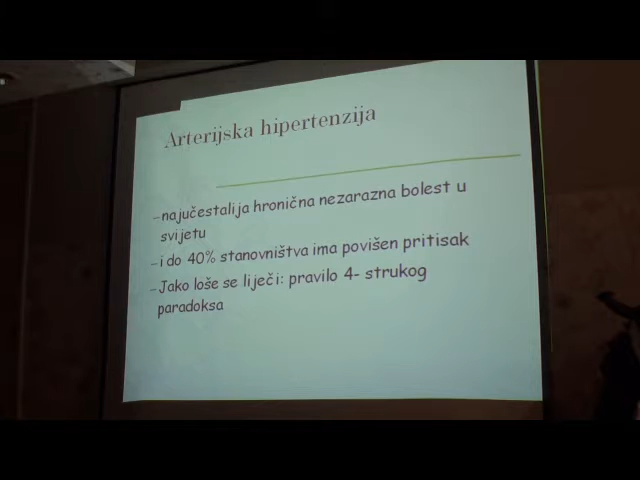 Arterijska hipertenzija
–najučestalija hronična nezarazna bolest u
svijetu
–i do 40% stanovništva ima povišen pritisak
–Jako loše se liječi: pravilo 4- strukog
paradoksa